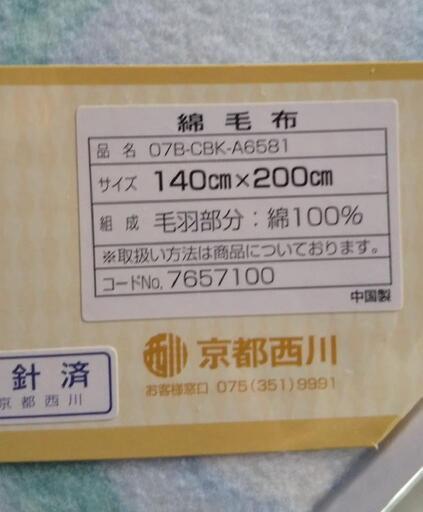 綿毛布
品名 07B-CBK-A6581
サイズ 140cm×200cm
組成 毛羽部分：綿100%
※取扱い方法は商品についております。
コードNo. 7657100
中国製
西川 京都西川
お客様窓口 075(351)9991
針済
京都西川